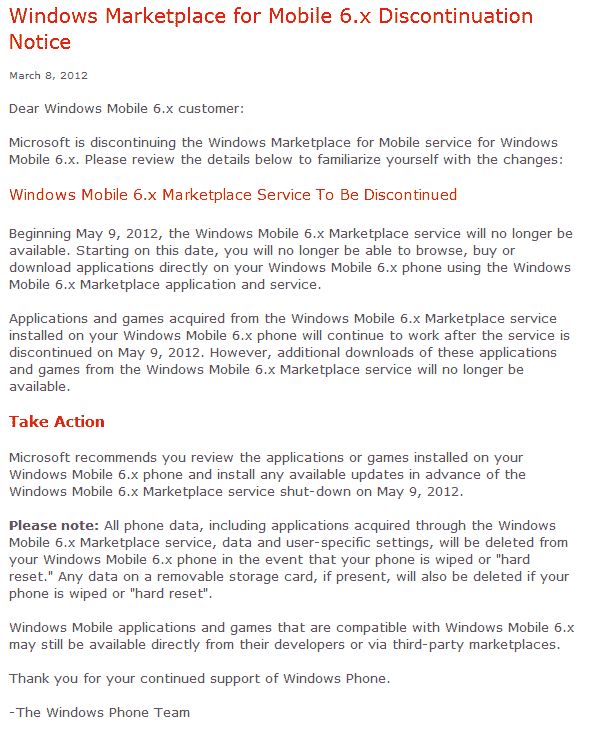 Windows Marketplace for Mobile 6.x Discontinuation
Notice
March 8, 2012
Dear Windows Mobile 6.x customer:
Microsoft is discontinuing the Windows Marketplace for Mobile service for Windows
Mobile 6.x. Please review the details below to familiarize yourself with the changes:
Windows Mobile 6.x Marketplace Service To Be Discontinued
Beginning May 9, 2012, the Windows Mobile 6.x Marketplace service will no longer be
available. Starting on this date, you will no longer be able to browse, buy or
download applications directly on your Windows Mobile 6.x phone using the Windows
Mobile 6.x Marketplace application and service.
Applications and games acquired from the Windows Mobile 6.x Marketplace service
installed on your Windows Mobile 6.x phone will continue to work after the service is
discontinued on May 9, 2012. However, additional downloads of these applications
and games from the Windows Mobile 6.x Marketplace service will no longer be
available.
Take Action
Microsoft recommends you review the applications or games installed on your
Windows Mobile 6.x phone and install any available updates in advance of the
Windows Mobile 6.x Marketplace service shut-down on May 9, 2012.
Please note: All phone data, including applications acquired through the Windows
Mobile 6.x Marketplace service, data and user-specific settings, will be deleted from
your Windows Mobile 6.x phone in the event that your phone is wiped or "hard
reset." Any data on a removable storage card, if present, will also be deleted if your
phone is wiped or "hard reset".
Windows Mobile applications and games that are compatible with Windows Mobile 6.x
may still be available directly from their developers or via third-party marketplaces.
Thank you for your continued support of Windows Phone.
-The Windows Phone Team